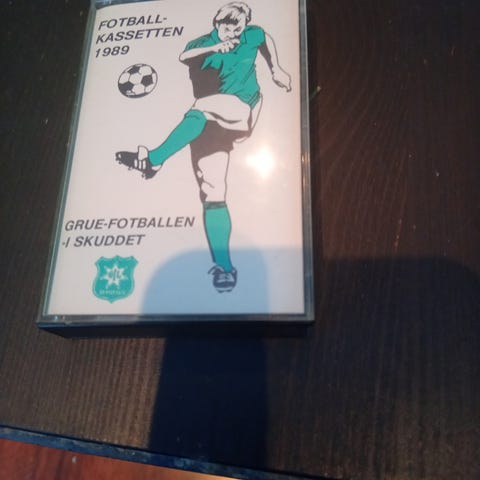 FOTBALL-
KASSETTEN
1989
GRUE-FOTBALLEN
-I SKUDDET